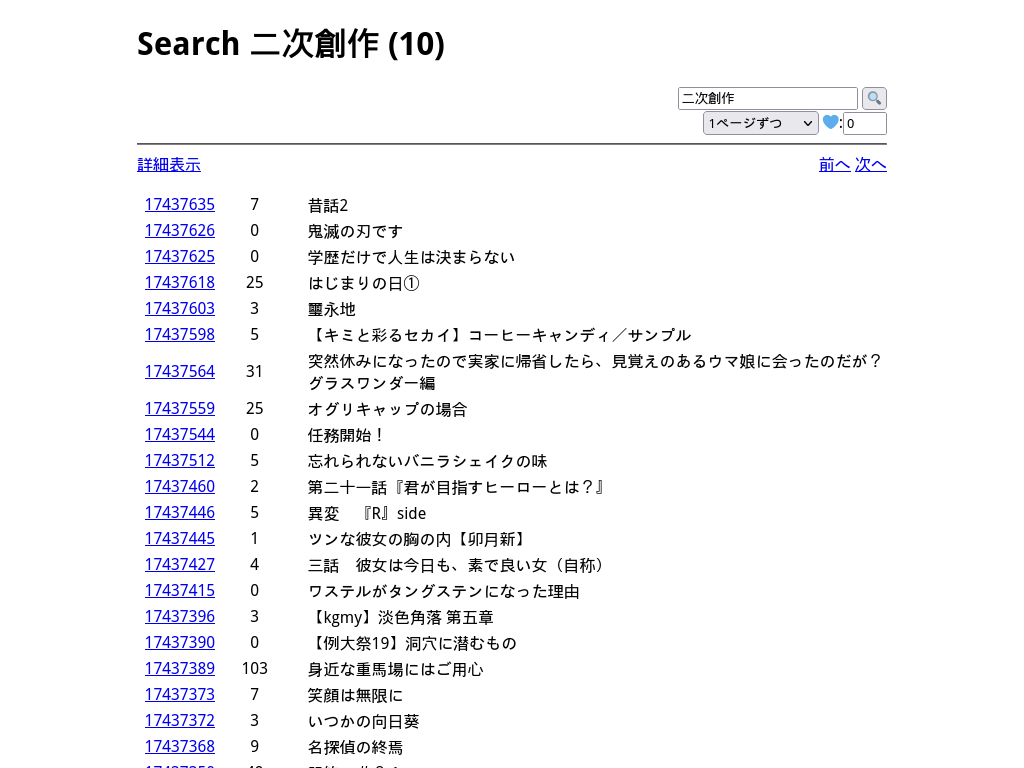 Search 二次創作 (10)
二次創作
1ページずつ :0
詳細表示 前へ 次へ
17437635 7 昔話2
17437626 0 鬼滅の刃です
17437625 0 学歴だけで人生は決まらない
17437618 25 はじまりの日①
17437603 3 璽永地
17437598 5 【キミと彩るセカイ】コーヒーキャンディ／サンプル
17437564 31 突然休みになったので実家に帰省したら、見覚えのあるウマ娘に会ったのだが？
グラスワンダー編
17437559 25 オグリキャップの場合
17437544 0 任務開始！
17437512 5 忘れられないバニラシェイクの味
17437460 2 第二十一話『君が目指すヒーローとは？』
17437446 5 異変　『R』side
17437445 1 ツンな彼女の胸の内【卯月新】
17437427 4 三話　彼女は今日も、素で良い女（自称）
17437415 0 ワステルがタングステンになった理由
17437396 3 【kgmy】淡色角落 第五章
17437390 0 【例大祭19】洞穴に潜むもの
17437389 103 身近な重馬場にはご用心
17437373 7 笑顔は無限に
17437372 3 いつかの向日葵
17437368 9 名探偵の終焉